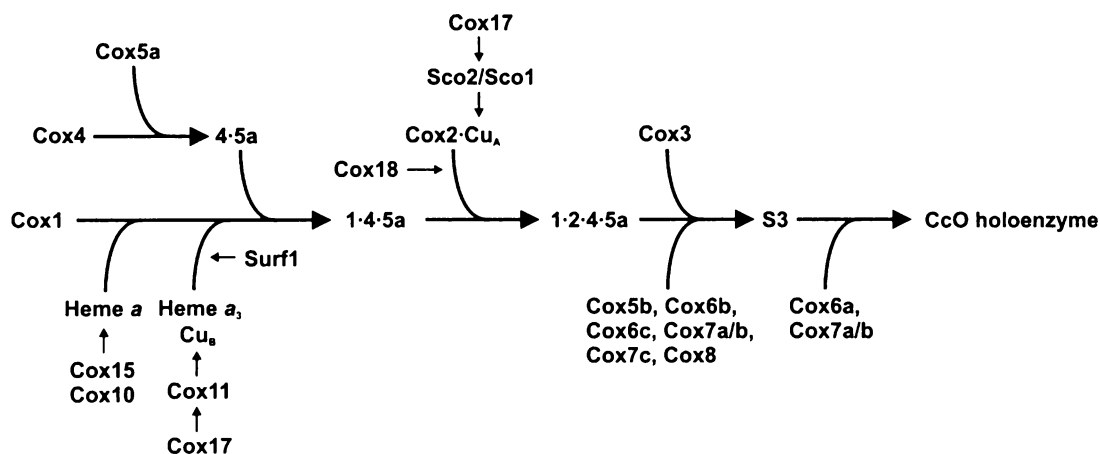 Cox17
Cox5a
Sco2/Sco1
Cox4
4·5a
Cox2·CuA
Cox3
Cox18
Cox1
1·4·5a
1·2·4·5a
S3
CcO holoenzyme
Surf1
Heme a
Heme a3
CuB
Cox15
Cox10
Cox11
Cox17
Cox5b, Cox6b,
Cox6c, Cox7a/b,
Cox7c, Cox8
Cox6a,
Cox7a/b